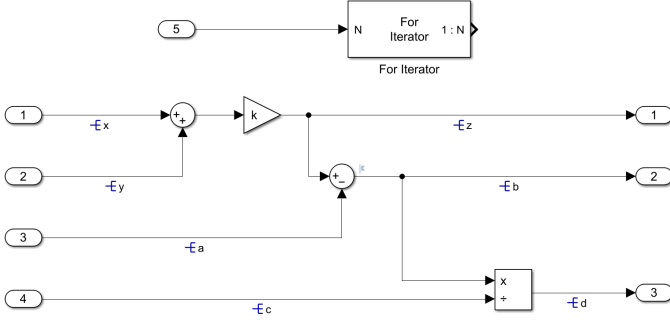 5
N
For
Iterator
1 : N
For Iterator
1
+
+
k
1
x
z
2
+
−
2
y
b
3
a
x
÷
3
4
c
d